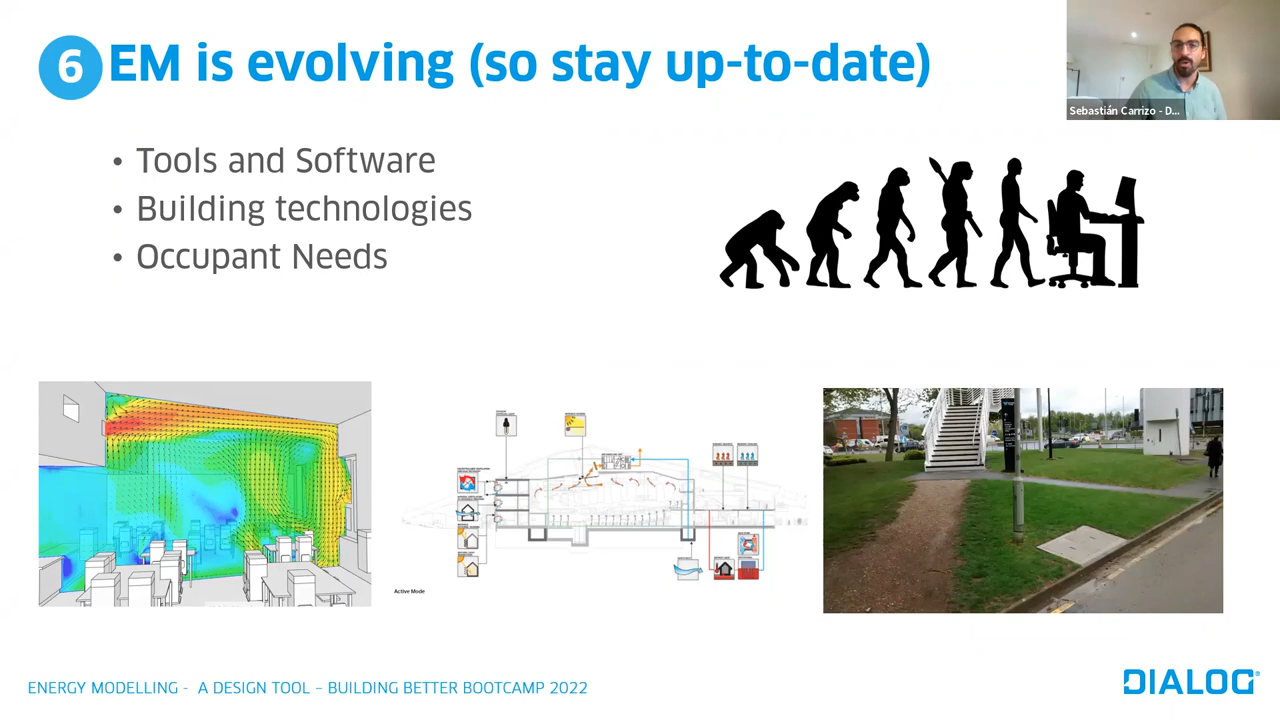 6 EM is evolving (so stay up-to-date)
Sebastián Carrizo - D...
• Tools and Software
• Building technologies
• Occupant Needs
Active Mode
ENERGY MODELLING - A DESIGN TOOL – BUILDING BETTER BOOTCAMP 2022
DIALOG®